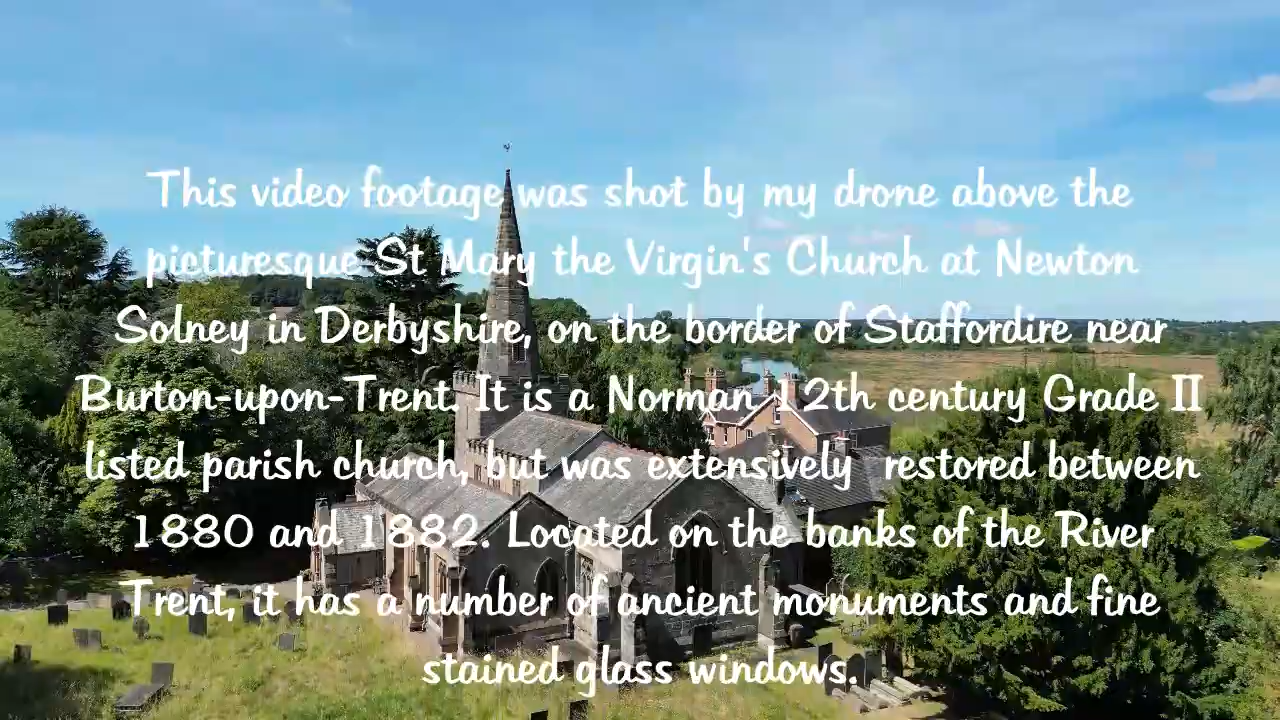 This video footage was shot by my drone above the
picturesque St Mary the Virgin's Church at Newton
Solney in Derbyshire, on the border of Staffordire near
Burton-upon-Trent. It is a Norman 12th century Grade II
listed parish church, but was extensively restored between
1880 and 1882. Located on the banks of the River
Trent, it has a number of ancient monuments and fine
stained glass windows.